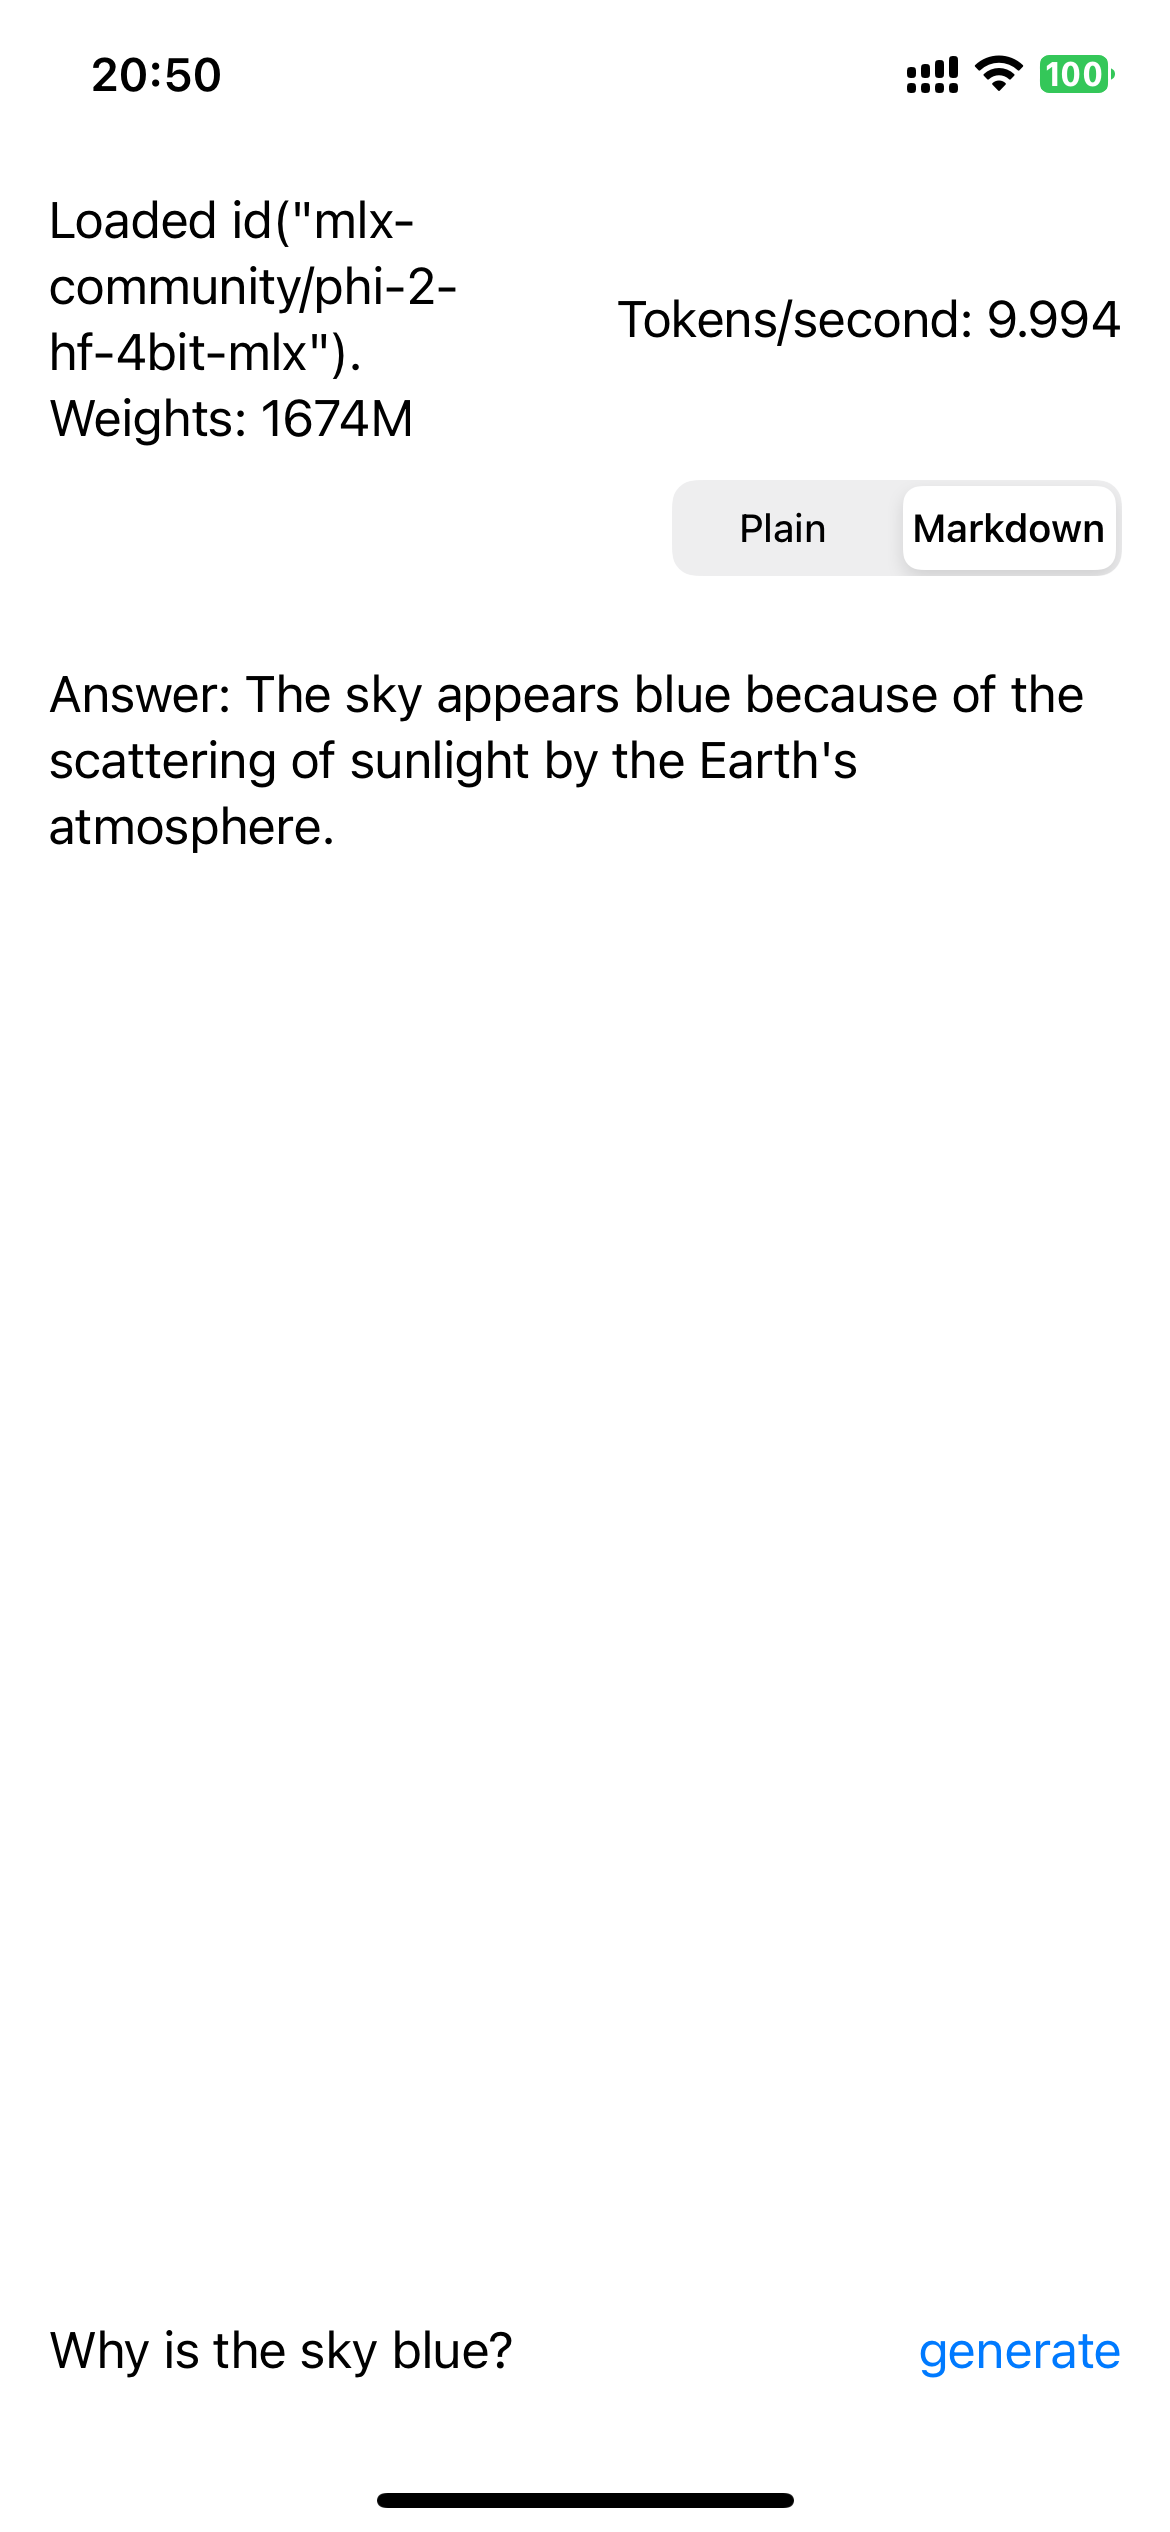 20:50
100
Loaded id("mlx-
community/phi-2-
hf-4bit-mlx").
Weights: 1674M
Tokens/second: 9.994
Plain
Markdown
Answer: The sky appears blue because of the
scattering of sunlight by the Earth's
atmosphere.
Why is the sky blue?
generate